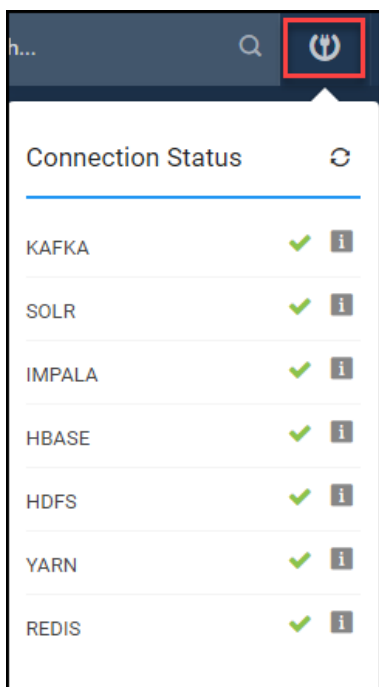 h...
Connection Status
KAFKA
SOLR
IMPALA
HBASE
HDFS
YARN
REDIS